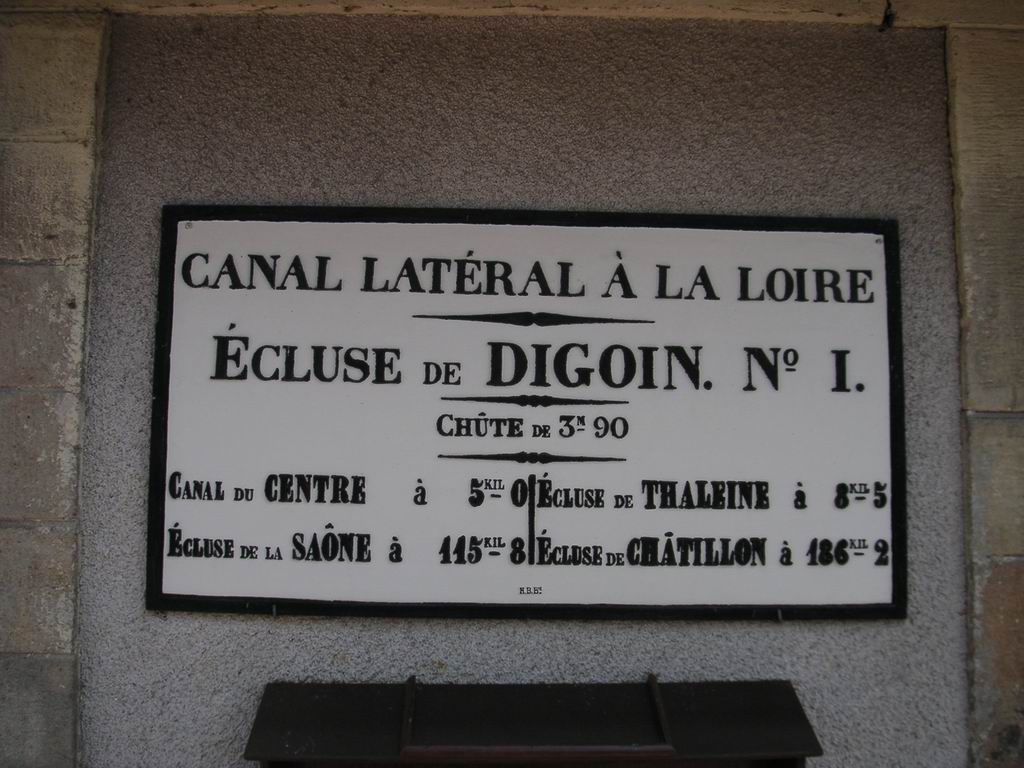 CANAL LATÉRAL À LA LOIRE
ÉCLUSE DE DIGOIN. Nº I.
CHÛTE DE 3M 90
CANAL DU CENTRE à 5KIL 0 ÉCLUSE DE THALEINE à 8KIL 5
ÉCLUSE DE LA SAÔNE à 115KIL 8 ÉCLUSE DE CHÂTILLON à 186KIL 2